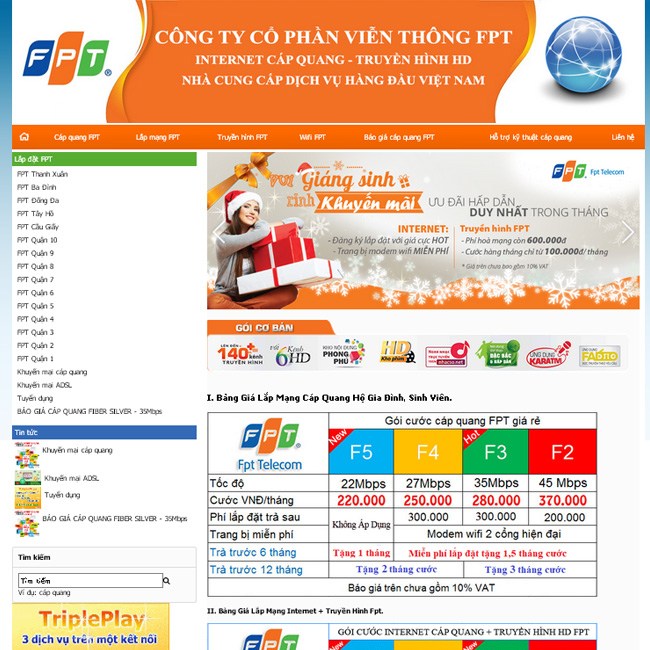 FPT
CÔNG TY CỔ PHẦN VIỄN THÔNG FPT
INTERNET CÁP QUANG - TRUYỀN HÌNH HD
NHÀ CUNG CẤP DỊCH VỤ HÀNG ĐẦU VIỆT NAM
Cáp quang FPT
Lắp mạng FPT
Truyền hình FPT
Wifi FPT
Báo giá cáp quang FPT
Hỗ trợ kỹ thuật cáp quang
Liên hệ
Lắp đặt FPT
FPT Thanh Xuân
FPT Ba Đình
FPT Đống Đa
FPT Tây Hồ
FPT Cầu Giấy
FPT Quận 10
FPT Quận 9
FPT Quận 8
FPT Quận 7
FPT Quận 6
FPT Quận 5
FPT Quận 4
FPT Quận 3
FPT Quận 2
FPT Quận 1
Khuyến mại cáp quang
Khuyến mại ADSL
Tuyển dụng
BÁO GIÁ CÁP QUANG FIBER SILVER - 35Mbps
Tin tức
Khuyến mại cáp quang
Khuyến mại ADSL
Tuyển dụng
BÁO GIÁ CÁP QUANG FIBER SILVER - 35Mbps
Tìm kiếm
Tìm kiếm
Ví dụ: cáp quang
TriplePlay
3 dịch vụ trên một kết nối
Với Giáng sinh
rinh Khuyến mãi
FPT Fpt Telecom
ƯU ĐÃI HẤP DẪN
DUY NHẤT TRONG THÁNG
INTERNET:
- Đăng ký lắp đặt với giá cực HOT
- Trang bị modem wifi MIỄN PHÍ
Truyền hình FPT
- Phí hoà mạng còn 600.000đ
- Cước hàng tháng chỉ từ 100.000đ/tháng
* Giá trên chưa bao gồm 10% VAT
GÓI CƠ BẢN
LÊN ĐẾN 140+ KÊNH TRUYỀN HÌNH
với 6 Kênh HD
KHO NỘI DUNG PHONG PHÚ
HD Kho phim
nhacso.net
ỨNG DỤNG KARATIVI
FADTO
I. Bảng Giá Lắp Mạng Cáp Quang Hộ Gia Đình, Sinh Viên.
FPT
Fpt Telecom
Gói cước cáp quang FPT giá rẻ
New F5 F4 Hot F3 F2
Tốc độ 22Mbps 27Mbps 35Mbps 45 Mbps
Cước VNĐ/tháng 220.000 250.000 280.000 370.000
Phí lắp đặt trả sau Không Áp Dụng 300.000 300.000 200.000
Trang bị miễn phí Modem wifi 2 cổng hiện đại
Trả trước 6 tháng Tặng 1 tháng Miễn phí lắp đặt tặng 1,5 tháng cước
Trả trước 12 tháng Tặng 2 tháng cước Tặng 3 tháng cước
Báo giá trên chưa gồm 10% VAT
II. Bảng Giá Lắp Mạng Internet + Truyền Hình Fpt.
GÓI CƯỚC INTERNET CÁP QUANG + TRUYỀN HÌNH HD FPT